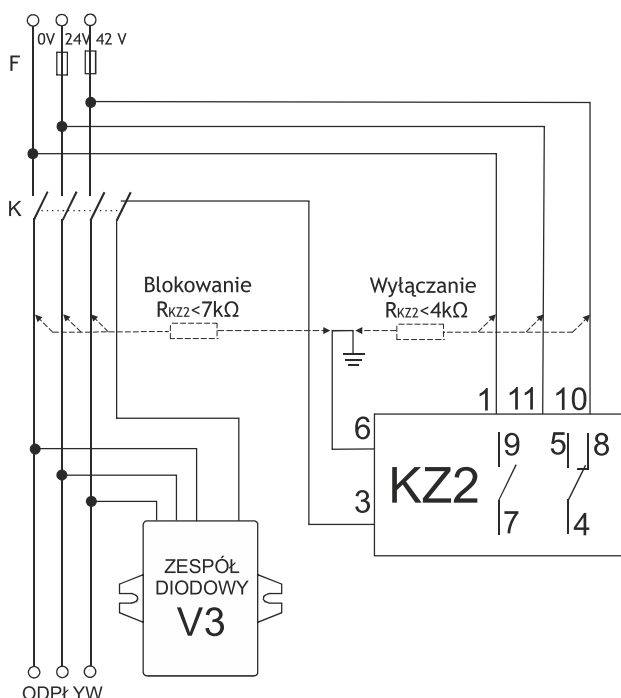 0V 24V 42 V
F
K
Blokowanie
RKZ2<7kΩ
Wyłączanie
RKZ2<4kΩ
1 11 10
6
9 5 8
KZ2
3
7 4
ZESPÓŁ
DIODOWY
V3
ODPŁYW